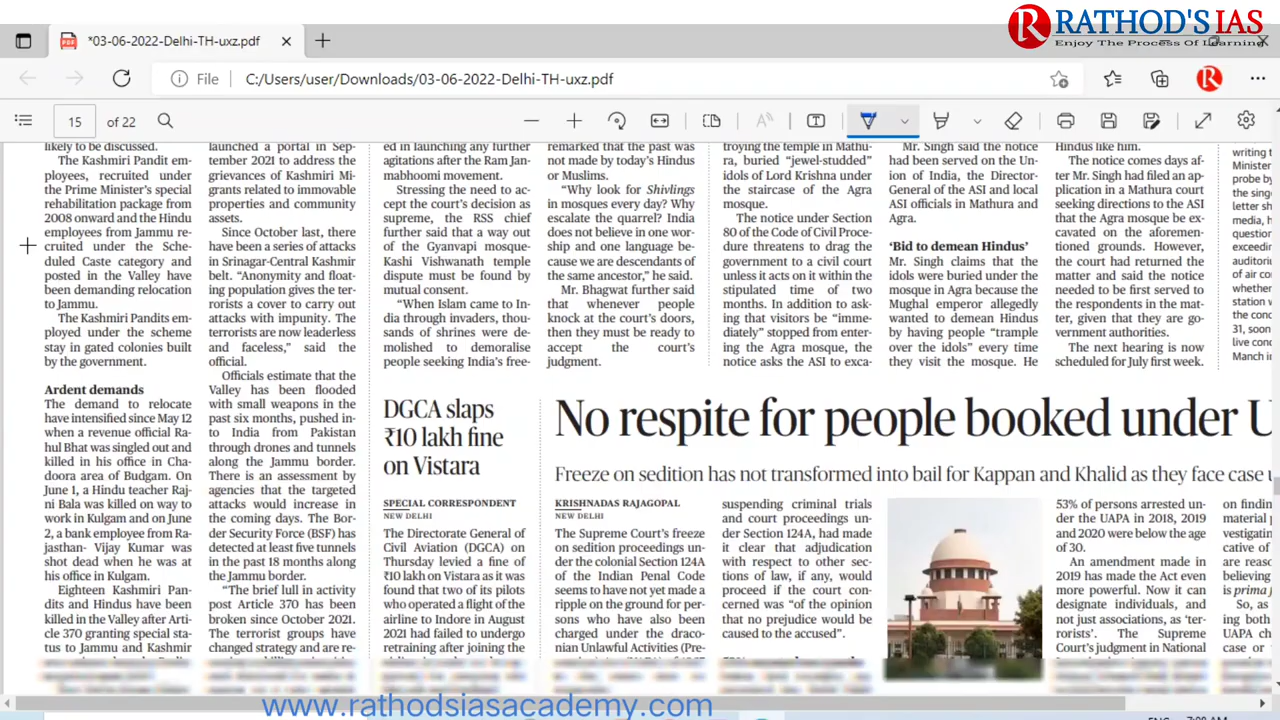 RATHOD'S IAS
Enjoy The Process Of Learning
*03-06-2022-Delhi-TH-uxz.pdf
File
C:/Users/user/Downloads/03-06-2022-Delhi-TH-uxz.pdf
15 of 22
likely to be discussed.
The Kashmiri Pandit em-
ployees, recruited under
the Prime Minister's special
rehabilitation package from
2008 onward and the Hindu
employees from Jammu re-
cruited under the Sche-
duled Caste category and
posted in the Valley have
been demanding relocation
to Jammu.
The Kashmiri Pandits em-
ployed under the scheme
stay in gated colonies built
by the government.
Ardent demands
The demand to relocate
have intensified since May 12
when a revenue official Ra-
hul Bhat was singled out and
killed in his office in Cha-
doora area of Budgam. On
June 1, a Hindu teacher Raj-
ni Bala was killed on way to
work in Kulgam and on June
2, a bank employee from Ra-
jasthan- Vijay Kumar was
shot dead when he was at
his office in Kulgam.
Eighteen Kashmiri Pan-
dits and Hindus have been
killed in the Valley after Arti-
cle 370 granting special sta-
tus to Jammu and Kashmir
launched a portal in Sep-
tember 2021 to address the
grievances of Kashmiri Mi-
grants related to immovable
properties and community
assets.
Since October last, there
have been a series of attacks
in Srinagar-Central Kashmir
belt. "Anonymity and float-
ing population gives the ter-
rorists a cover to carry out
attacks with impunity. The
terrorists are now leaderless
and faceless," said the
official.
Officials estimate that the
Valley has been flooded
with small weapons in the
past six months, pushed in-
to India from Pakistan
through drones and tunnels
along the Jammu border.
There is an assessment by
agencies that the targeted
attacks would increase in
the coming days. The Bor-
der Security Force (BSF) has
detected at least five tunnels
in the past 18 months along
the Jammu border.
"The brief lull in activity
post Article 370 has been
broken since October 2021.
The terrorist groups have
changed strategy and are re-
ed in launching any further
agitations after the Ram Jan-
mabhoomi movement.
Stressing the need to ac-
cept the court's decision as
supreme, the RSS chief
further said that a way out
of the Gyanvapi mosque-
Kashi Vishwanath temple
dispute must be found by
mutual consent.
"When Islam came to In-
dia through invaders, thou-
sands of shrines were de-
molished to demoralise
people seeking India's free-
remarked that the past was
not made by today's Hindus
or Muslims.
"Why look for Shivlings
in mosques every day? Why
escalate the quarrel? India
does not believe in one wor-
ship and one language be-
cause we are descendants of
the same ancestor," he said.
Mr. Bhagwat further said
that whenever people
knock at the court's doors,
then they must be ready to
accept the court's
judgment.
troying the temple in Mathu-
ra, buried "jewel-studded"
idols of Lord Krishna under
the staircase of the Agra
mosque.
The notice under Section
80 of the Code of Civil Proce-
dure threatens to drag the
government to a civil court
unless it acts on it within the
stipulated time of two
months. In addition to ask-
ing that visitors be "imme-
diately" stopped from enter-
ing the Agra mosque, the
notice asks the ASI to exca-
Mr. Singh said the notice
had been served on the Un-
ion of India, the Director-
General of the ASI and local
ASI officials in Mathura and
Agra.
'Bid to demean Hindus'
Mr. Singh claims that the
idols were buried under the
mosque in Agra because the
Mughal emperor allegedly
wanted to demean Hindus
by having people "trample
over the idols" every time
they visit the mosque. He
Hindus like him.
The notice comes days af-
ter Mr. Singh had filed an ap-
plication in a Mathura court
seeking directions to the ASI
that the Agra mosque be ex-
cavated on the aforemen-
tioned grounds. However,
the court had returned the
matter and said the notice
needed to be first served to
the respondents in the mat-
ter, given that they are go-
vernment authorities.
The next hearing is now
scheduled for July first week.
writing t
Minister
probe by
the sing
letter sh
media, h
question
exceedin
auditoriu
of air co
whether
station w
the conc
31, soon
live conc
March in
DGCA slaps
₹10 lakh fine
on Vistara
SPECIAL CORRESPONDENT
NEW DELHI
The Directorate General of
Civil Aviation (DGCA) on
Thursday levied a fine of
₹10 lakh on Vistara as it was
found that two of its pilots
who operated a flight of the
airline to Indore in August
2021 had failed to undergo
retraining after joining the
No respite for people booked under U
Freeze on sedition has not transformed into bail for Kappan and Khalid as they face case u
KRISHNADAS RAJAGOPAL
NEW DELHI
The Supreme Court's freeze
on sedition proceedings un-
der the colonial Section 124A
of the Indian Penal Code
seems to have not yet made a
ripple on the ground for per-
sons who have also been
charged under the draco-
nian Unlawful Activities (Pre-
suspending criminal trials
and court proceedings un-
der Section 124A, had made
it clear that adjudication
with respect to other sec-
tions of law, if any, would
proceed if the court con-
cerned was "of the opinion
that no prejudice would be
caused to the accused".
53% of persons arrested un-
der the UAPA in 2018, 2019
and 2020 were below the age
of 30.
An amendment made in
2019 has made the Act even
more powerful. Now it can
designate individuals, and
not just associations, as 'ter-
rorists'. The Supreme
Court's judgment in National
on findin
material p
vestigatin
cative of
are reaso
believing
is prima f
So, as
ing both
UAPA ch
case or
www.rathodsiasacademy.com